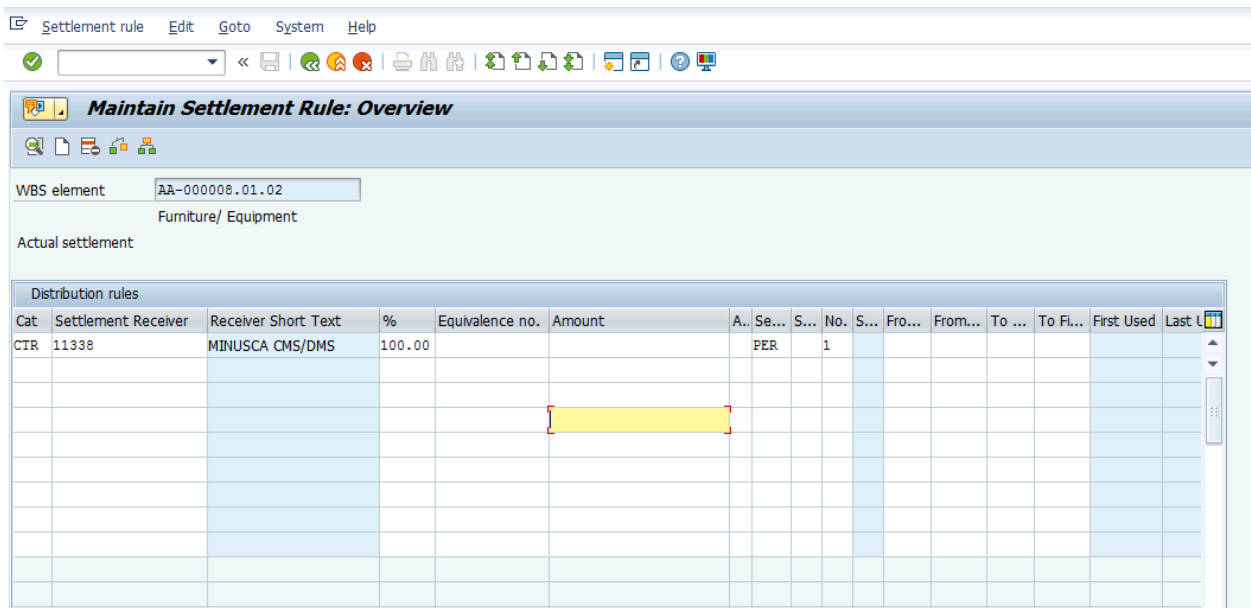 Settlement rule Edit Goto System Help
Maintain Settlement Rule: Overview
WBS element AA-000008.01.02
Furniture/ Equipment
Actual settlement
Distribution rules
Cat Settlement Receiver Receiver Short Text % Equivalence no. Amount A.. Se... S... No. S... Fro... From... To ... To Fi... First Used Last U
CTR 11338 MINUSCA CMS/DMS 100.00 PER 1